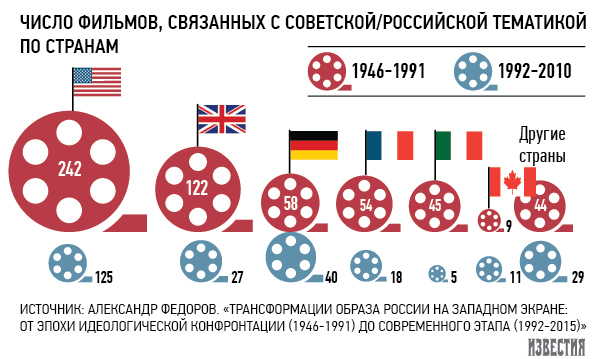 ЧИСЛО ФИЛЬМОВ, СВЯЗАННЫХ С СОВЕТСКОЙ/РОССИЙСКОЙ ТЕМАТИКОЙ
ПО СТРАНАМ
1946-1991
1992-2010
Другие
страны
242
122
58
54
45
9
44
125
27
40
18
5
11
29
ИСТОЧНИК: АЛЕКСАНДР ФЕДОРОВ. «ТРАНСФОРМАЦИИ ОБРАЗА РОССИИ НА ЗАПАДНОМ ЭКРАНЕ:
ОТ ЭПОХИ ИДЕОЛОГИЧЕСКОЙ КОНФРОНТАЦИИ (1946-1991) ДО СОВРЕМЕННОГО ЭТАПА (1992-2015)»
ИЗВЕСТИЯ